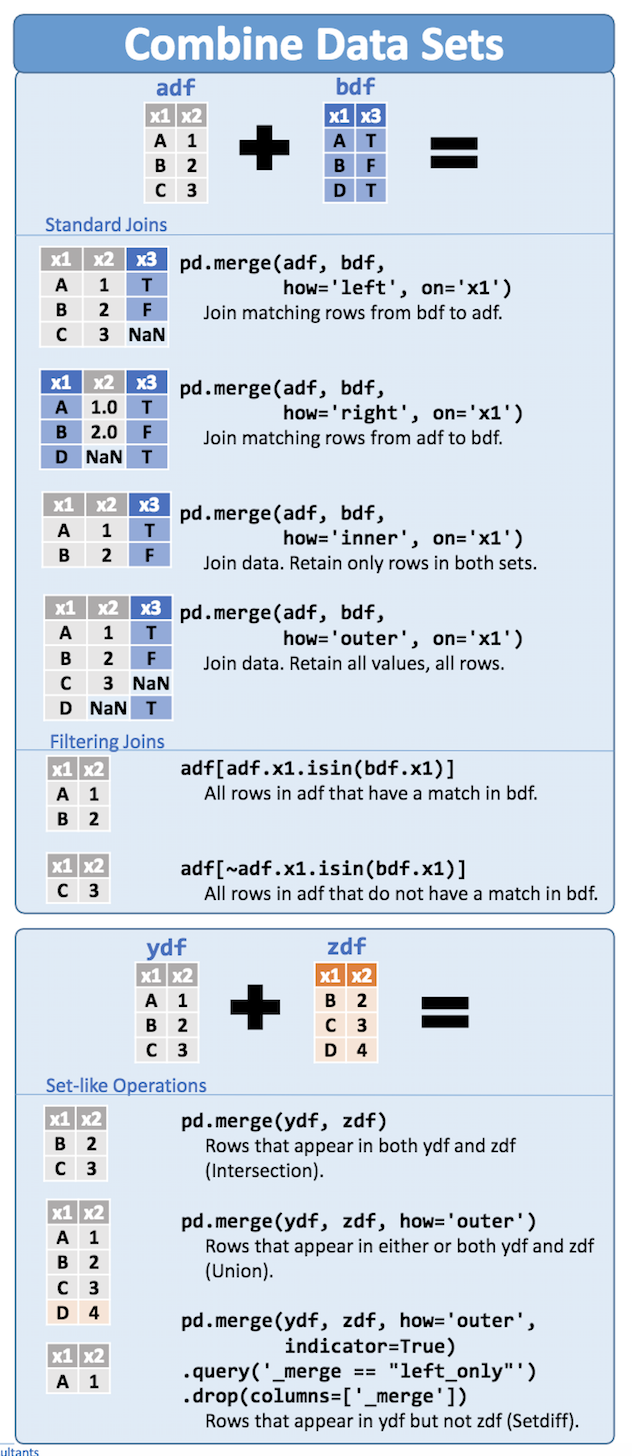 Combine Data Sets
adf
bdf
x1 x2
A 1
B 2
C 3
x1 x3
A T
B F
D T
Standard Joins
x1 x2 x3
A 1 T
B 2 F
C 3 NaN
pd.merge(adf, bdf,
how='left', on='x1')
Join matching rows from bdf to adf.
x1 x2 x3
A 1.0 T
B 2.0 F
D NaN T
pd.merge(adf, bdf,
how='right', on='x1')
Join matching rows from adf to bdf.
x1 x2 x3
A 1 T
B 2 F
pd.merge(adf, bdf,
how='inner', on='x1')
Join data. Retain only rows in both sets.
x1 x2 x3
A 1 T
B 2 F
C 3 NaN
D NaN T
pd.merge(adf, bdf,
how='outer', on='x1')
Join data. Retain all values, all rows.
Filtering Joins
x1 x2
A 1
B 2
adf[adf.x1.isin(bdf.x1)]
All rows in adf that have a match in bdf.
x1 x2
C 3
adf[~adf.x1.isin(bdf.x1)]
All rows in adf that do not have a match in bdf.
ydf
zdf
x1 x2
A 1
B 2
C 3
x1 x2
B 2
C 3
D 4
Set-like Operations
x1 x2
B 2
C 3
pd.merge(ydf, zdf)
Rows that appear in both ydf and zdf
(Intersection).
x1 x2
A 1
B 2
C 3
D 4
pd.merge(ydf, zdf, how='outer')
Rows that appear in either or both ydf and zdf
(Union).
x1 x2
A 1
pd.merge(ydf, zdf, how='outer',
indicator=True)
.query('_merge == "left_only"')
.drop(columns=['_merge'])
Rows that appear in ydf but not zdf (Setdiff).
ultants